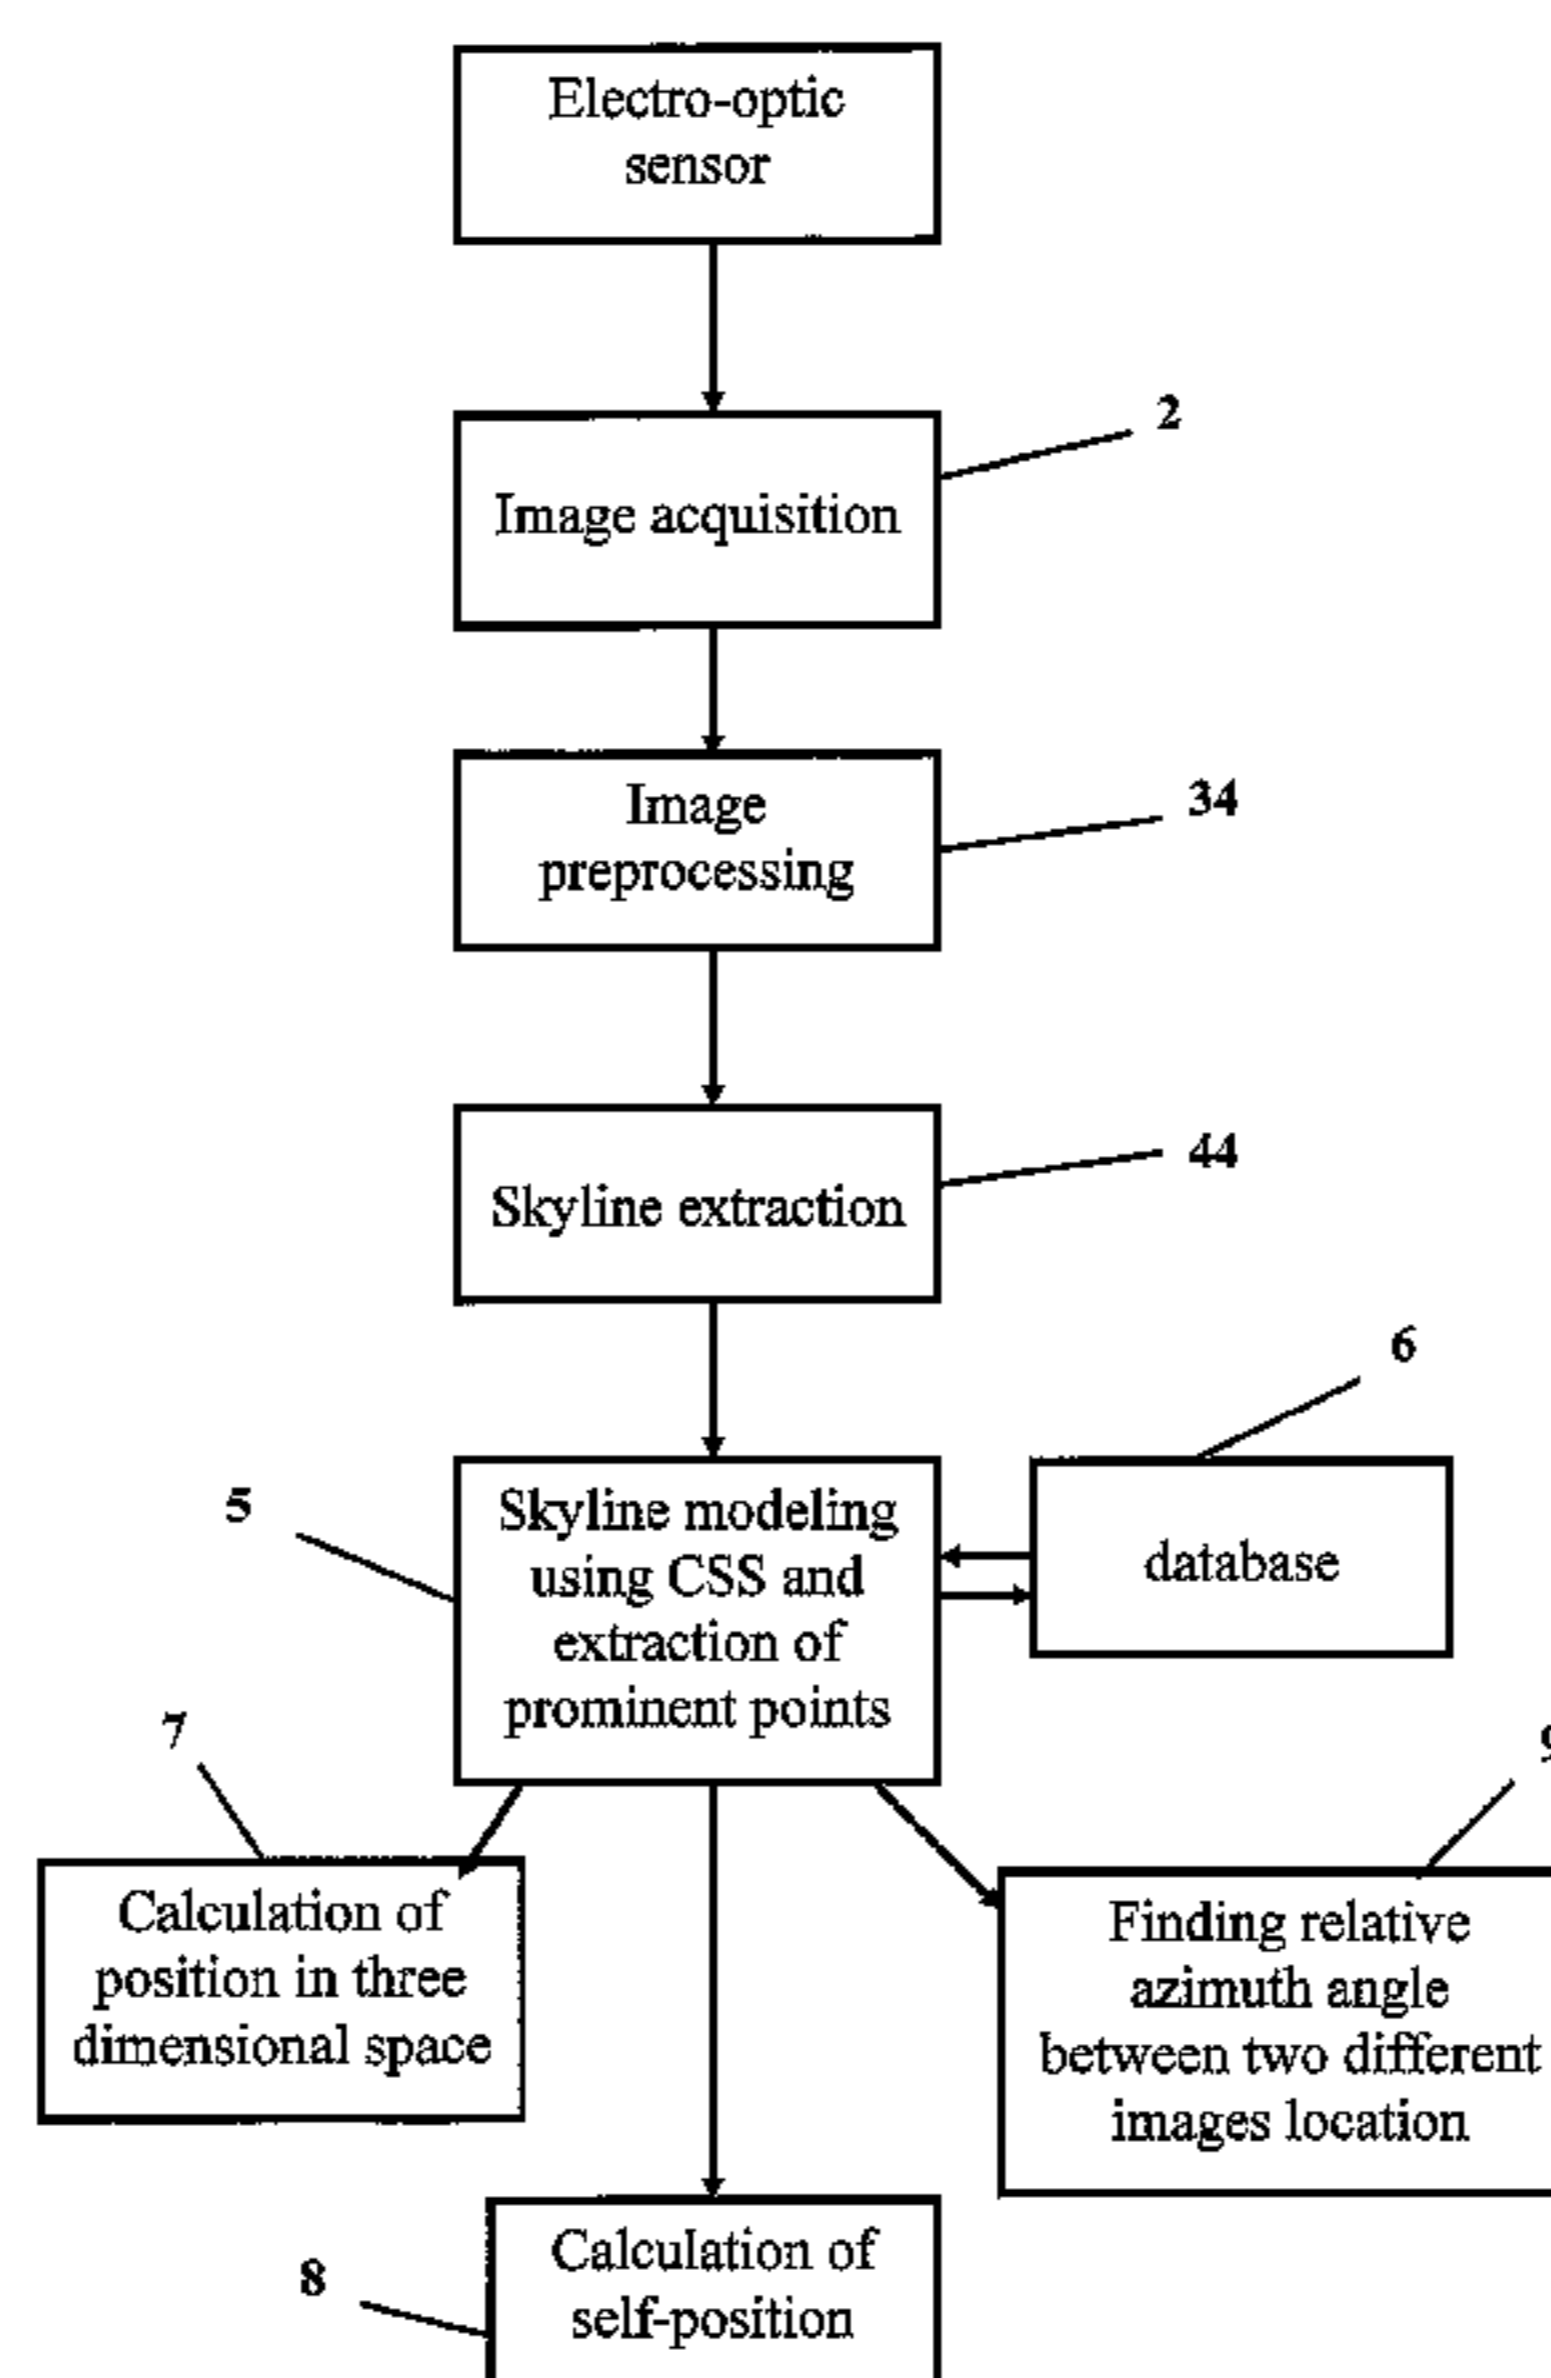 Electro-optic
sensor
2
Image acquisition
34
Image
preprocessing
44
Skyline extraction
6
5
Skyline modeling
using CSS and
extraction of
prominent points
database
7
9
Calculation of
position in three
dimensional space
Finding relative
azimuth angle
between two different
images location
8
Calculation of
self-position